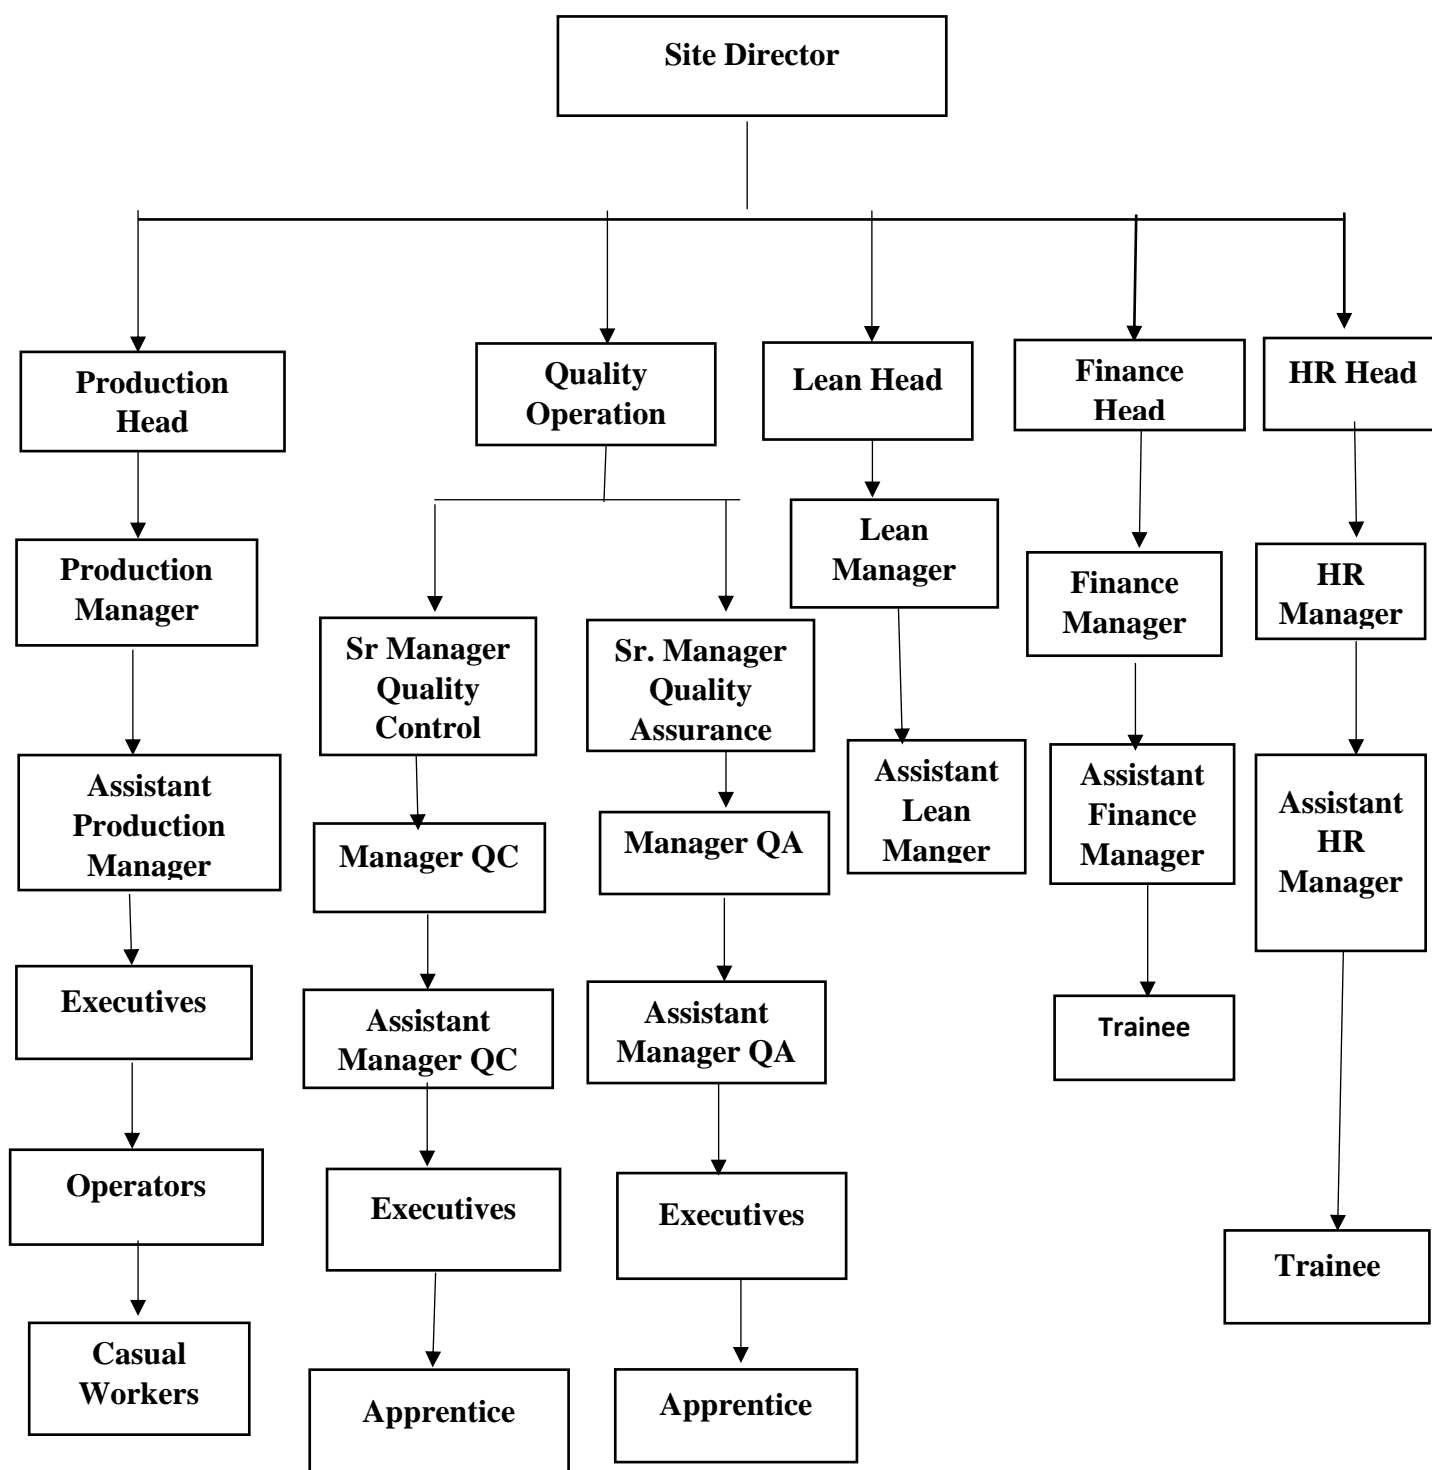 Site Director
Production
Head
Quality
Operation
Lean Head
Finance
Head
HR Head
Production
Manager
Lean
Manager
Finance
Manager
HR
Manager
Sr Manager
Quality
Control
Sr. Manager
Quality
Assurance
Assistant
Production
Manager
Manager QC
Manager QA
Assistant
Lean
Manger
Assistant
Finance
Manager
Assistant
HR
Manager
Executives
Assistant
Manager QC
Assistant
Manager QA
Trainee
Operators
Executives
Executives
Trainee
Casual
Workers
Apprentice
Apprentice